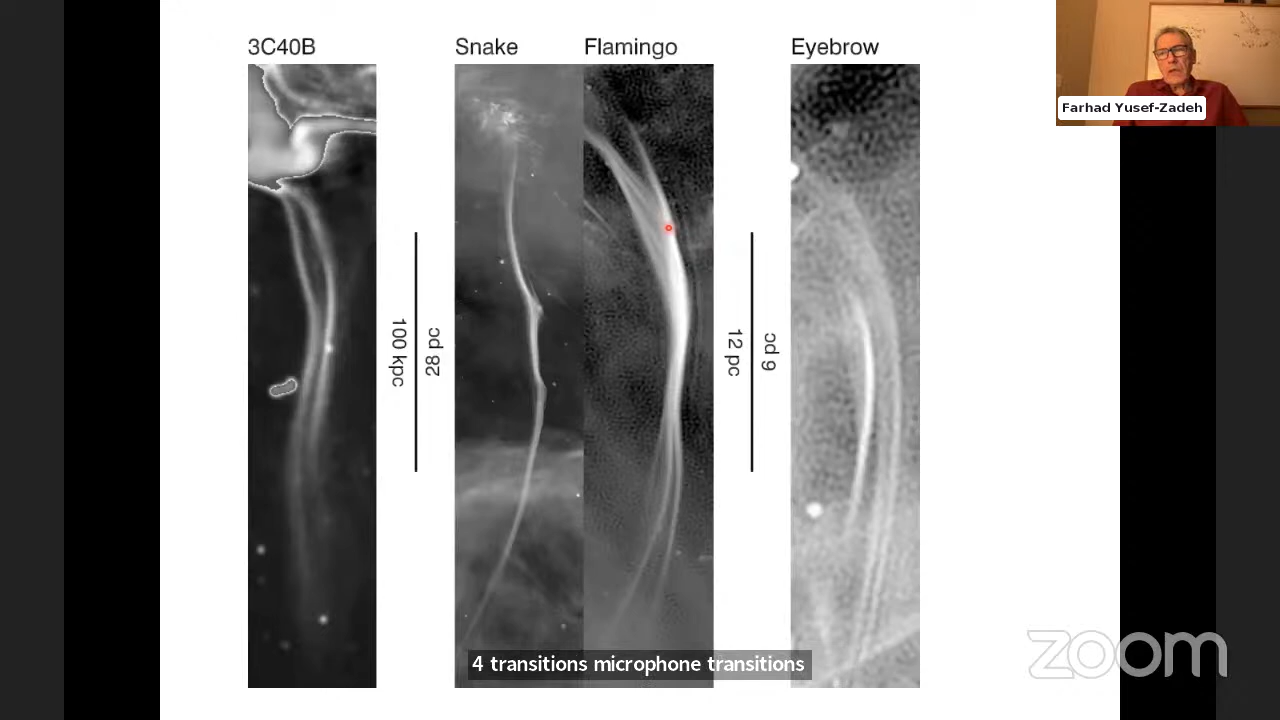 3C40B
Snake
Flamingo
Eyebrow
100 kpc
28 pc
12 pc
6 pc
Farhad Yusef-Zadeh
4 transitions microphone transitions
zoom